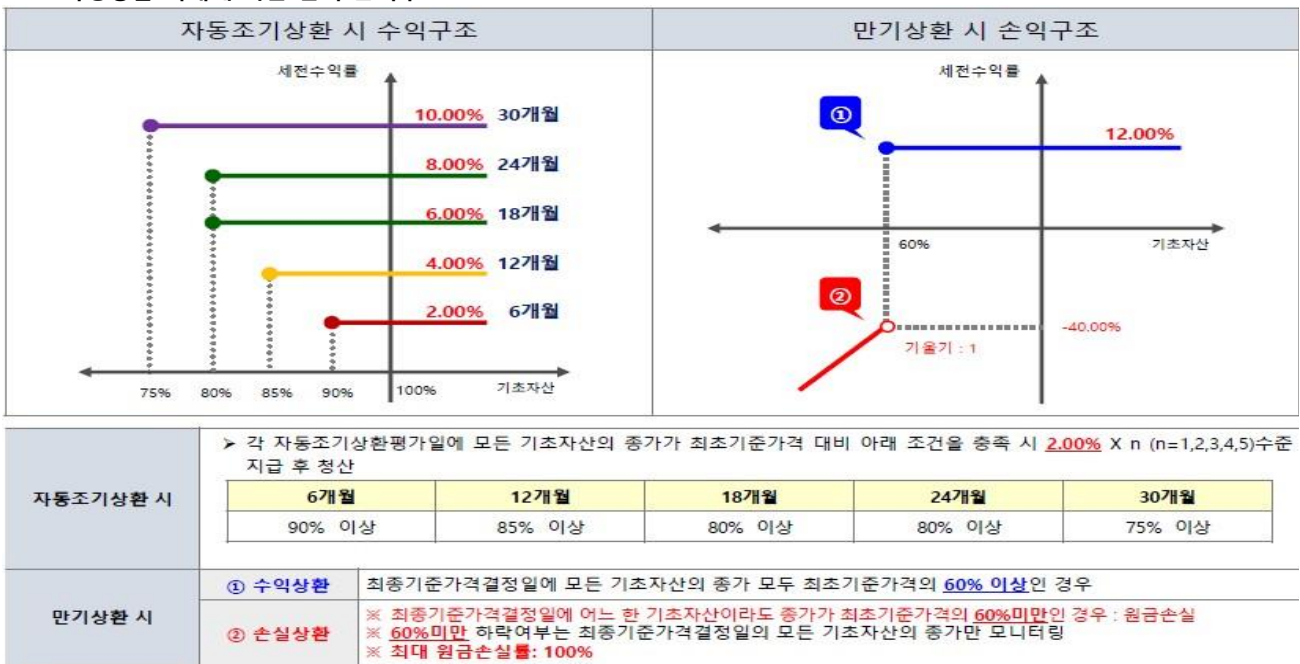 자동조기상환 시 수익구조
만기상환 시 손익구조
세전수익률
10.00% 30개월
8.00% 24개월
6.00% 18개월
4.00% 12개월
2.00% 6개월
75% 80% 85% 90% 100% 기초자산
세전수익률
①
12.00%
60% 기초자산
②
-40.00%
기울기 : 1
자동조기상환 시
➢ 각 자동조기상환평가일에 모든 기초자산의 종가가 최초기준가격 대비 아래 조건을 충족 시 2.00% X n (n=1,2,3,4,5)수준
지급 후 청산
6개월 12개월 18개월 24개월 30개월
90% 이상 85% 이상 80% 이상 80% 이상 75% 이상
만기상환 시
① 수익상환 최종기준가격결정일에 모든 기초자산의 종가 모두 최초기준가격의 60% 이상인 경우
② 손실상환
※ 최종기준가격결정일에 어느 한 기초자산이라도 종가가 최초기준가격의 60%미만인 경우 : 원금손실
※ 60%미만 하락여부는 최종기준가격결정일의 모든 기초자산의 종가만 모니터링
※ 최대 원금손실률: 100%